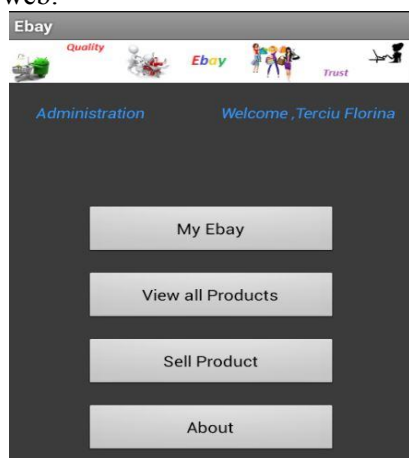 web.
Ebay
Quality
Ebay
Trust
Administration
Welcome ,Terciu Florina
My Ebay
View all Products
Sell Product
About